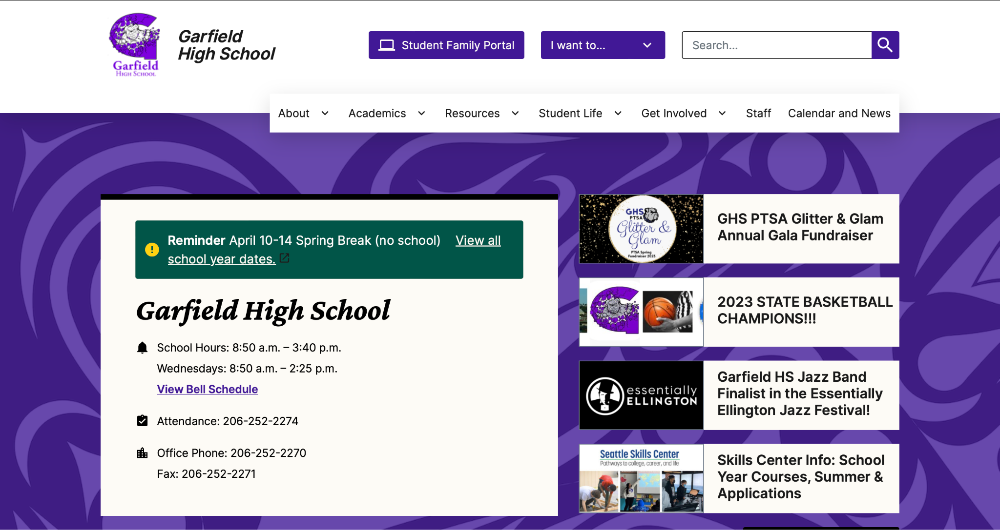 Garfield
HIGH SCHOOL
Garfield
High School
Student Family Portal
I want to...
Search...
About
Academics
Resources
Student Life
Get Involved
Staff
Calendar and News
Reminder April 10-14 Spring Break (no school) View all
school year dates.
Garfield High School
School Hours: 8:50 a.m. – 3:40 p.m.
Wednesdays: 8:50 a.m. – 2:25 p.m.
View Bell Schedule
Attendance: 206-252-2274
Office Phone: 206-252-2270
Fax: 206-252-2271
GHS
PTSA
Glitter &
Glam
PTSA Spring
Fundraiser 2023
GHS PTSA Glitter & Glam
Annual Gala Fundraiser
2023 STATE BASKETBALL
CHAMPIONS!!!
essentially
ELLINGTON
Garfield HS Jazz Band
Finalist in the Essentially
Ellington Jazz Festival!
Seattle Skills Center
Pathways to college, career, and life
Skills Center Info: School
Year Courses, Summer &
Applications